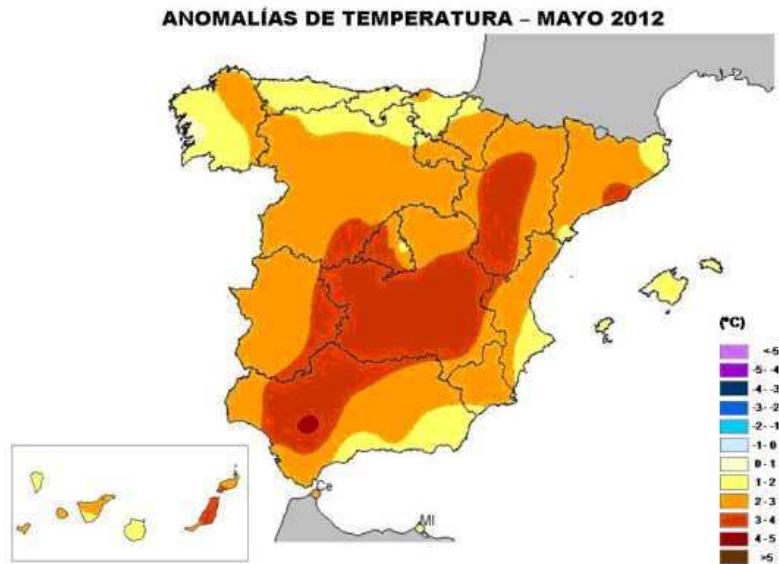 ANOMALÍAS DE TEMPERATURA – MAYO 2012
(ºC)
<-5
-5 - -4
-4 - -3
-3 - -2
-2 - -1
-1 0
0 - 1
1 - 2
2 - 3
3 - 4
4 - 5
>5
Ce
Ml